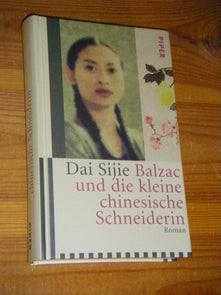 PIPER
Dai Sijie Balzac
und die kleine
chinesische
Schneiderin
Roman